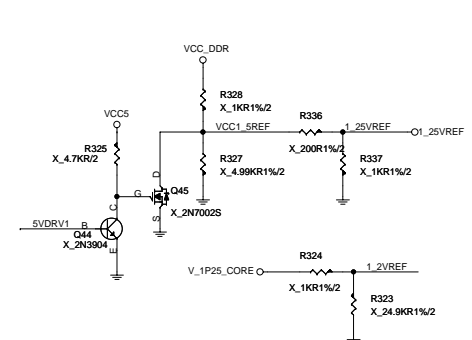 VCC_DDR
R328
X_1KR1%/2
VCC5
VCC1_5REF
R336
1_25VREF
1_25VREF
R325
X_4.7KR/2
X_200R1%/2
R327
X_4.99KR1%/2
R337
X_1KR1%/2
D
G
Q45
S
X_2N7002S
C
5VDRV1
B
Q44
X_2N3904
E
R324
V_1P25_CORE
1_2VREF
X_1KR1%/2
R323
X_24.9KR1%/2